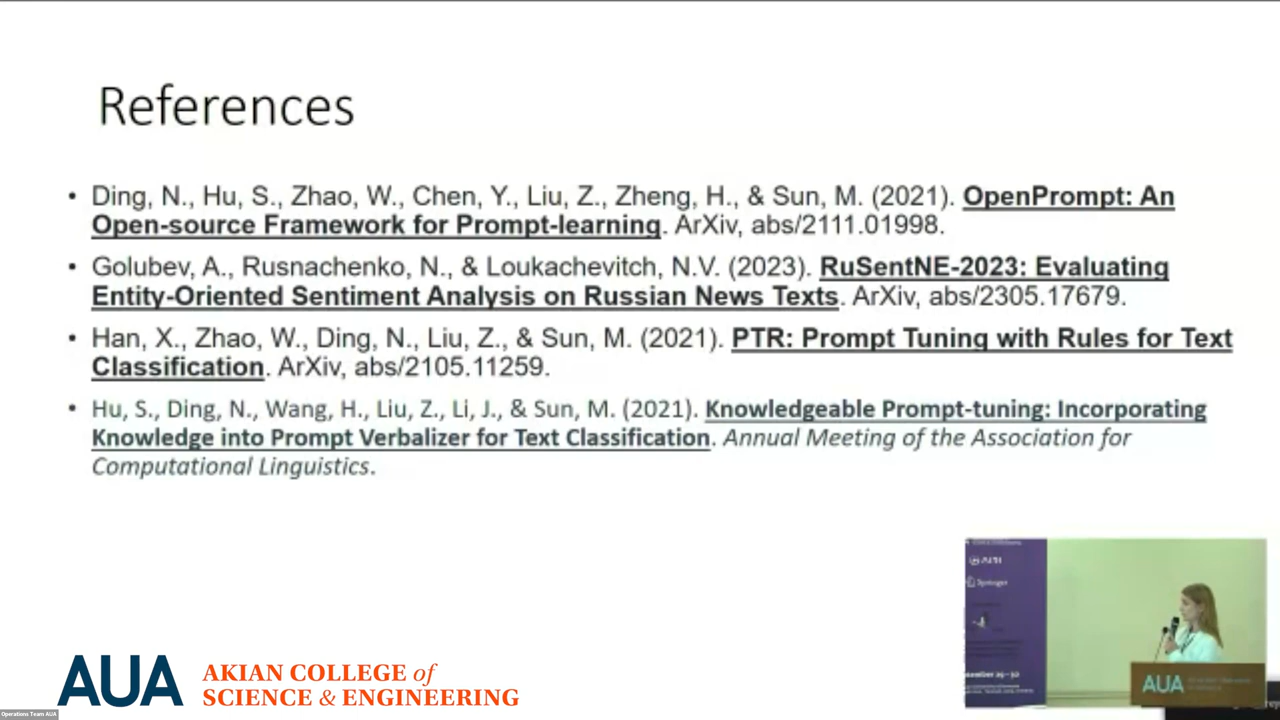 References
• Ding, N., Hu, S., Zhao, W., Chen, Y., Liu, Z., Zheng, H., & Sun, M. (2021). OpenPrompt: An
Open-source Framework for Prompt-learning. ArXiv, abs/2111.01998.
• Golubev, A., Rusnachenko, N., & Loukachevitch, N.V. (2023). RuSentNE-2023: Evaluating
Entity-Oriented Sentiment Analysis on Russian News Texts. ArXiv, abs/2305.17679.
• Han, X., Zhao, W., Ding, N., Liu, Z., & Sun, M. (2021). PTR: Prompt Tuning with Rules for Text
Classification. ArXiv, abs/2105.11259.
• Hu, S., Ding, N., Wang, H., Liu, Z., Li, J., & Sun, M. (2021). Knowledgeable Prompt-tuning: Incorporating
Knowledge into Prompt Verbalizer for Text Classification. Annual Meeting of the Association for
Computational Linguistics.
Springer
AUA
AUA
AKIAN COLLEGE of
SCIENCE & ENGINEERING
Operations Team AUA